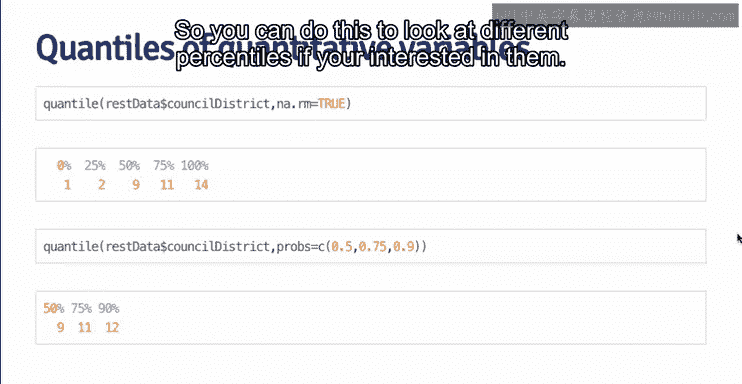 Quantiles of quantitative variables
So you can do this to look at different
percentiles if your interested in them.
quantile(restData$councilDistrict,na.rm=TRUE)
0% 25% 50% 75% 100%
1 2 9 11 14
quantile(restData$councilDistrict,probs=c(0.5,0.75,0.9))
50% 75% 90%
9 11 12